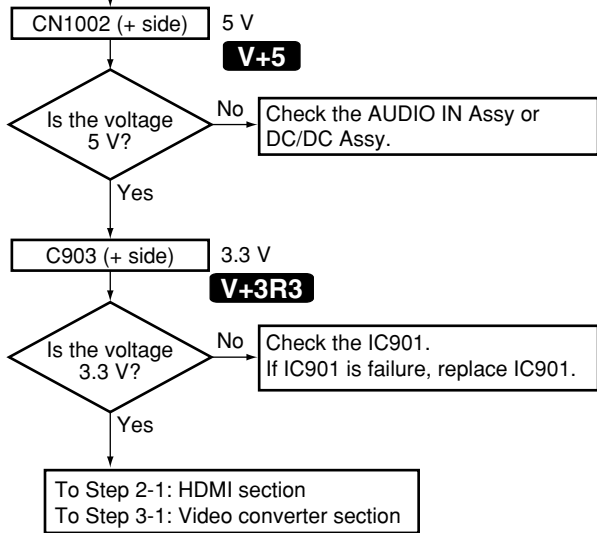 CN1002 (+ side)
5 V
V+5
Is the voltage
5 V?
No
Check the AUDIO IN Assy or
DC/DC Assy.
Yes
C903 (+ side)
3.3 V
V+3R3
Is the voltage
3.3 V?
No
Check the IC901.
If IC901 is failure, replace IC901.
Yes
To Step 2-1: HDMI section
To Step 3-1: Video converter section